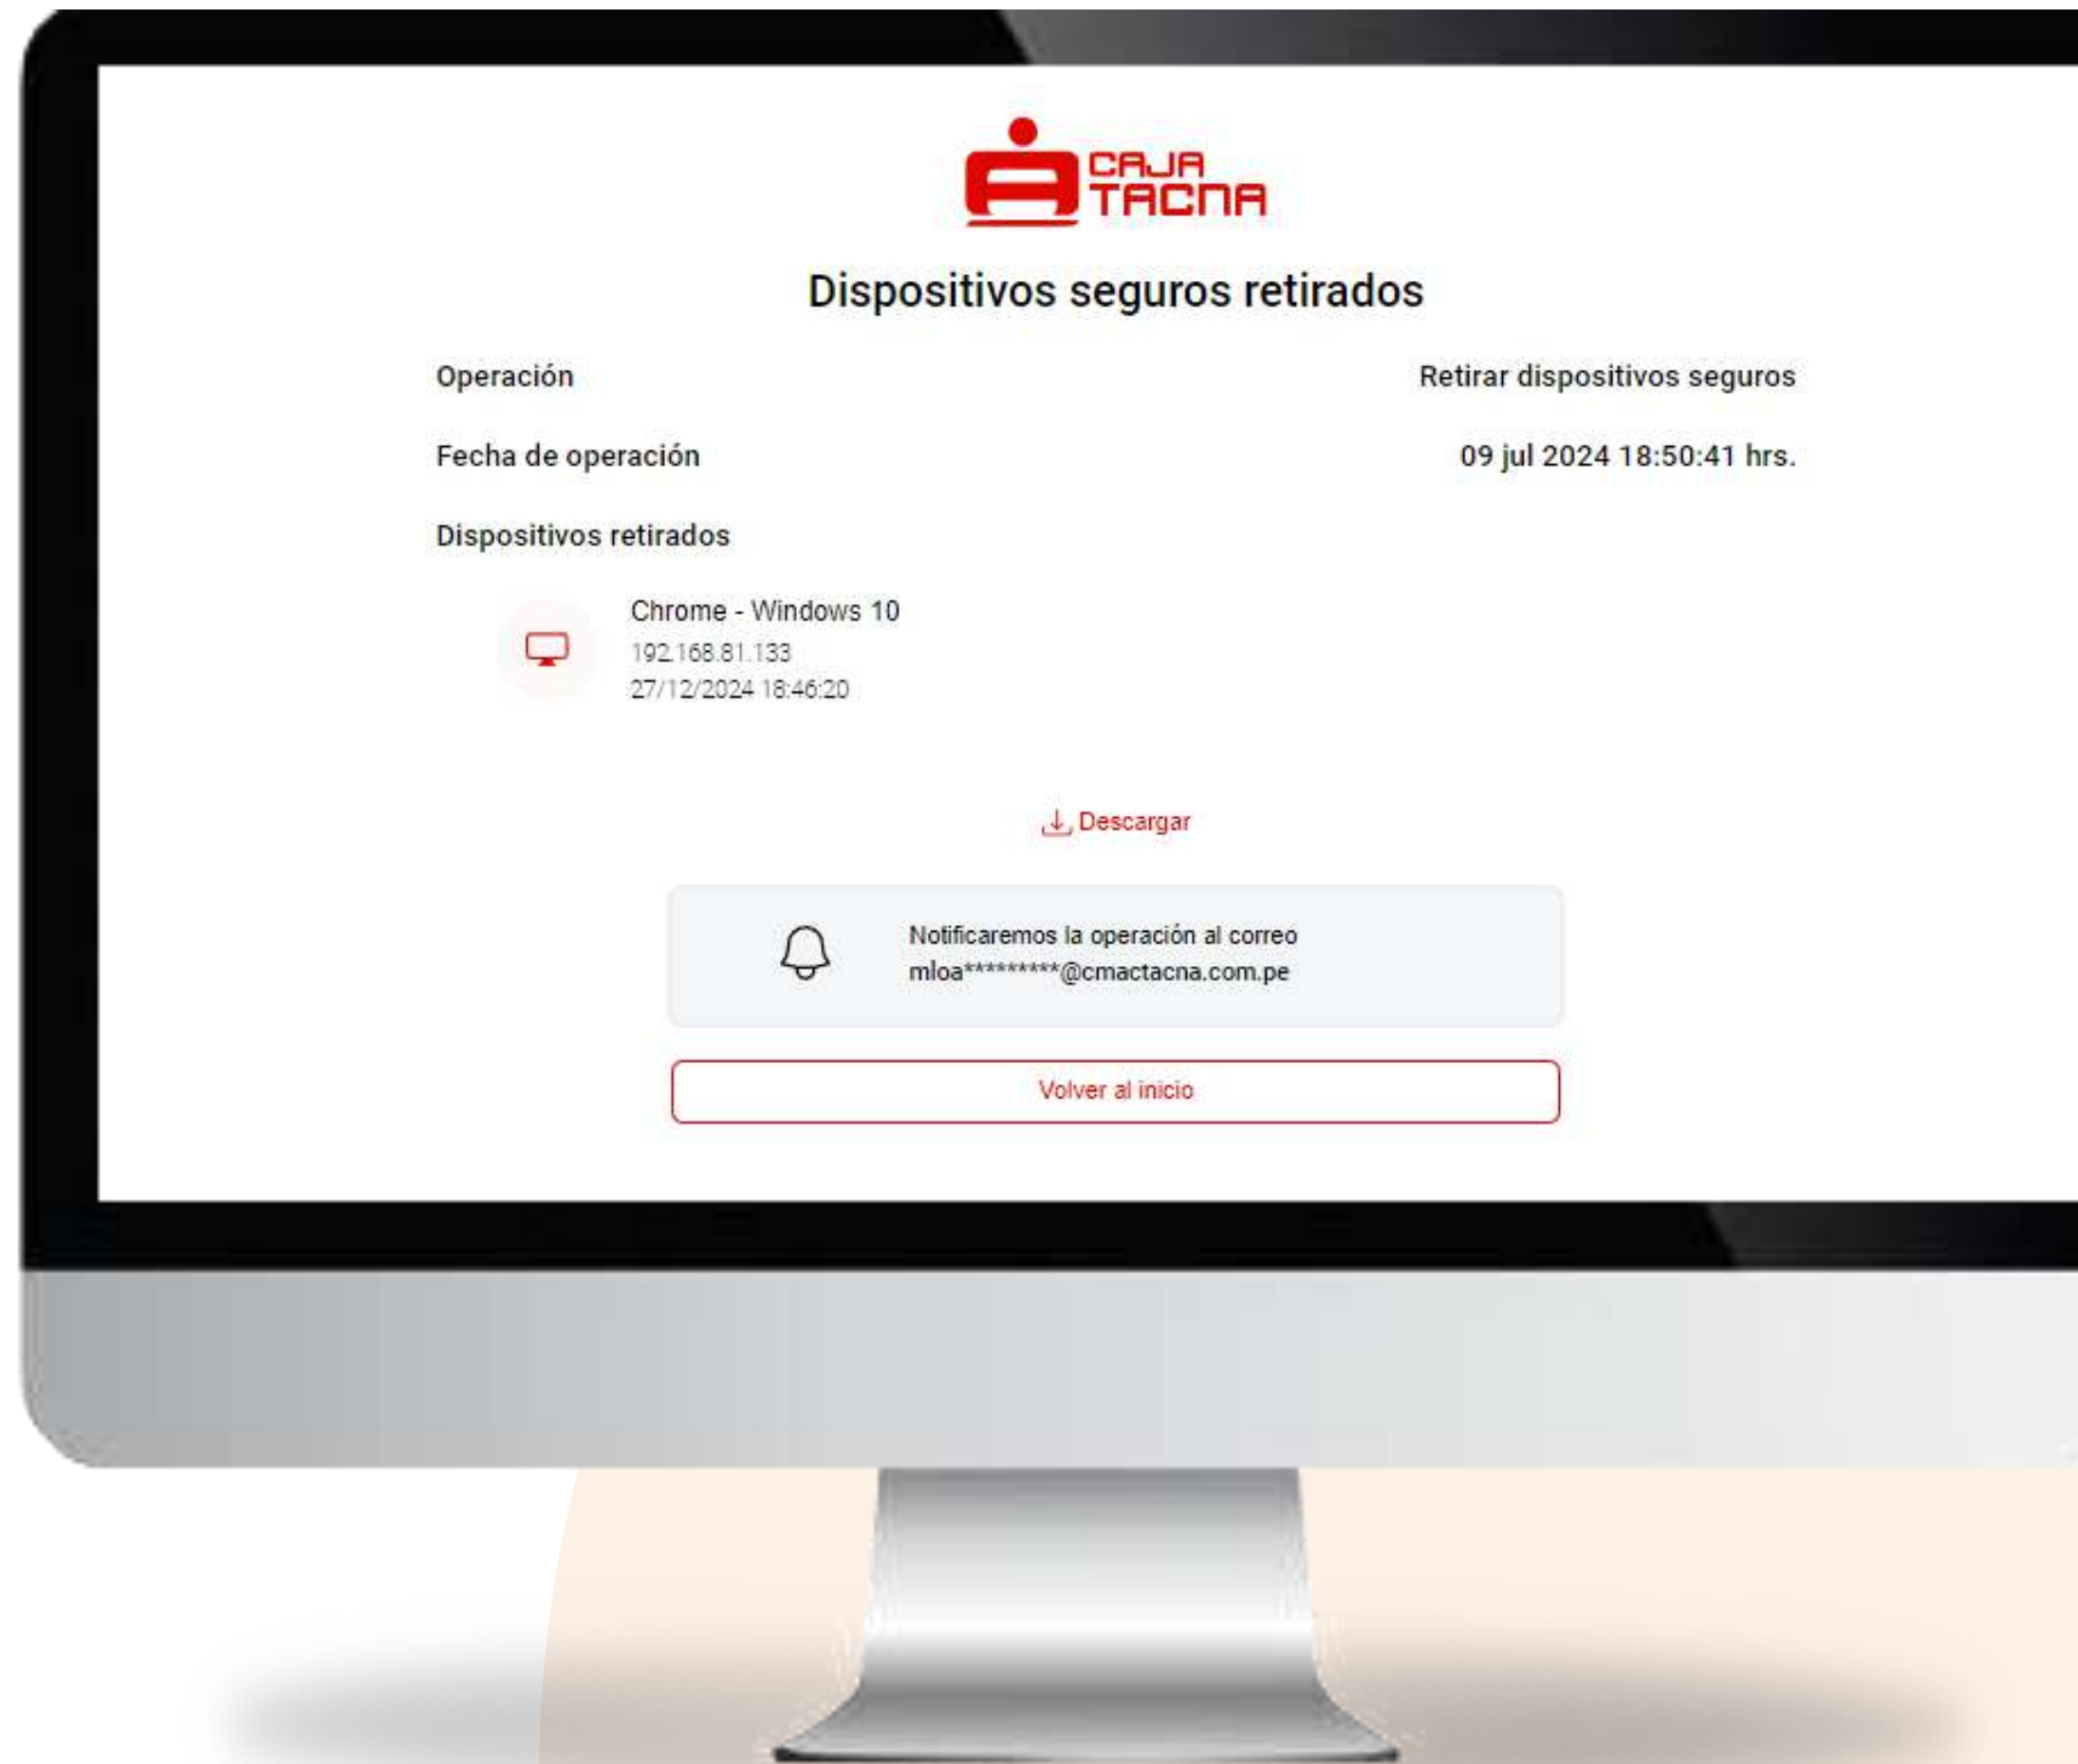 CAJA
TACNA
Dispositivos seguros retirados
Operación Retirar dispositivos seguros
Fecha de operación 09 jul 2024 18:50:41 hrs.
Dispositivos retirados
Chrome - Windows 10
192.168.81.133
27/12/2024 18:46:20
Descargar
Notificaremos la operación al correo
mloa*********@cmactacna.com.pe
Volver al inicio